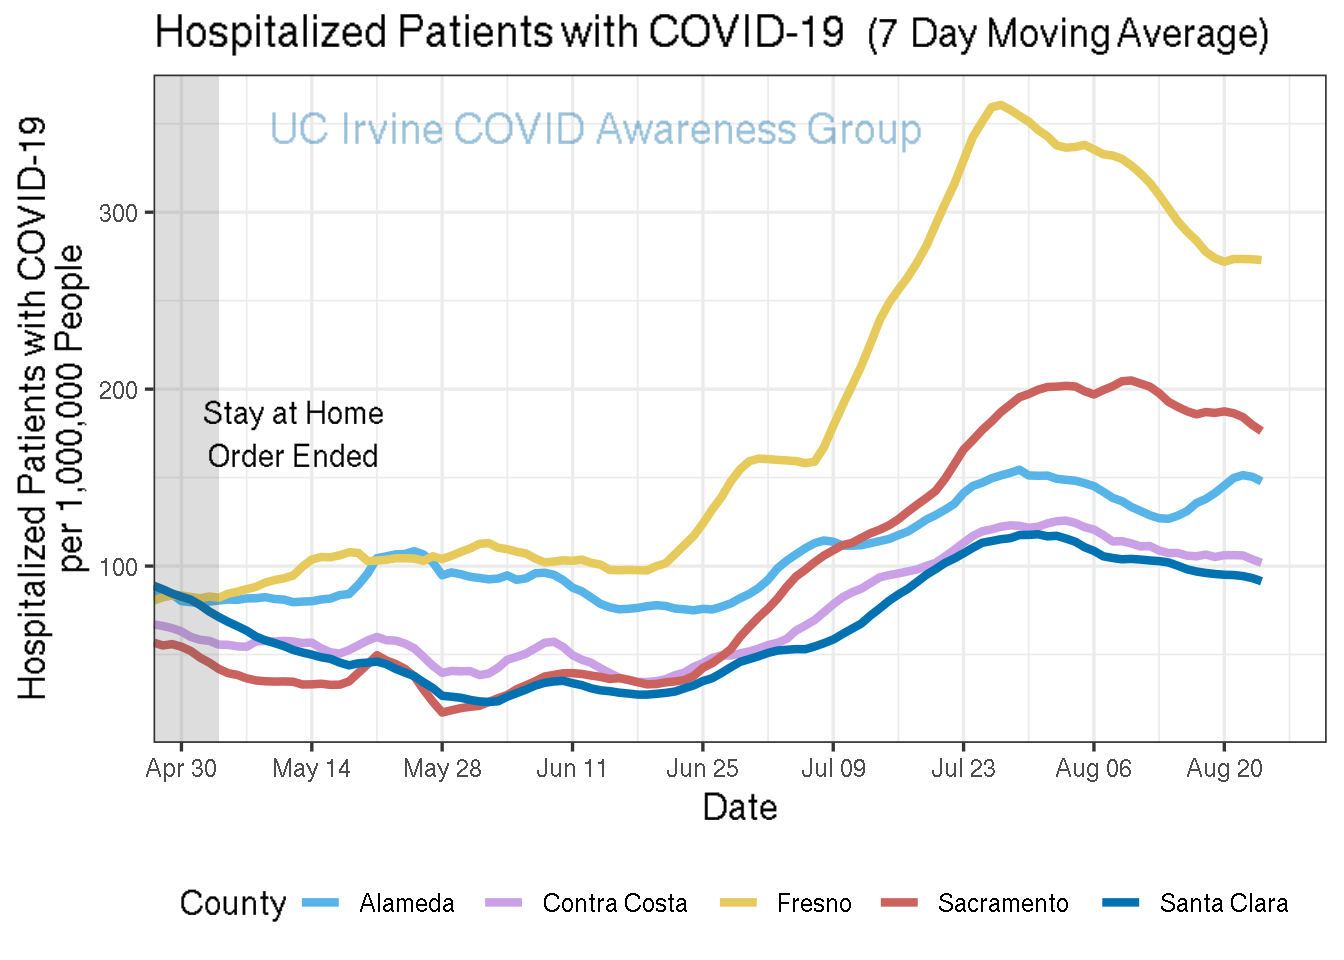 Hospitalized Patients with COVID-19 (7 Day Moving Average)
UC Irvine COVID Awareness Group
Hospitalized Patients with COVID-19
per 1,000,000 People
300
200
100
Stay at Home
Order Ended
Apr 30 May 14 May 28 Jun 11 Jun 25 Jul 09 Jul 23 Aug 06 Aug 20
Date
County Alameda Contra Costa Fresno Sacramento Santa Clara